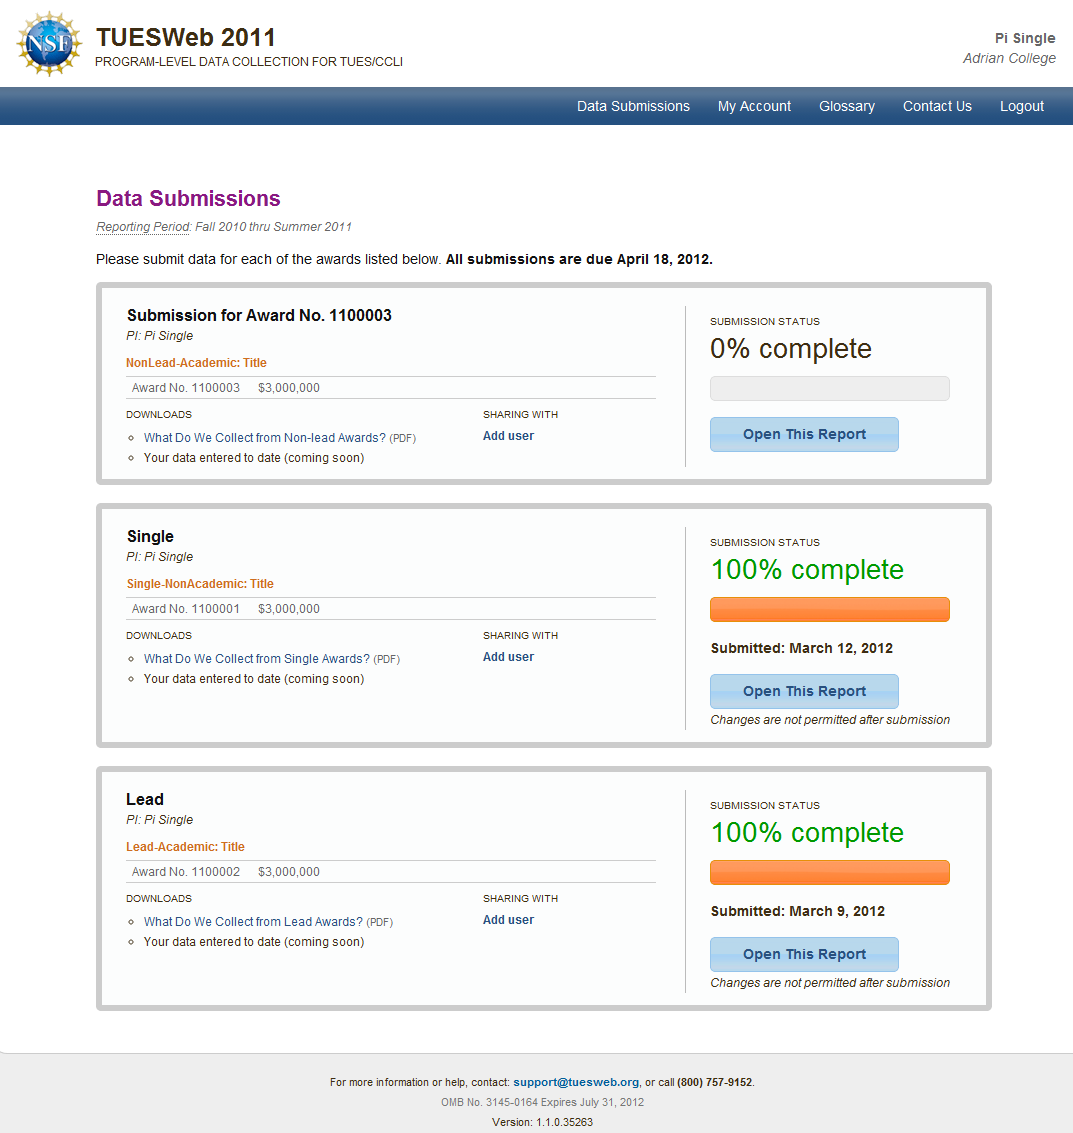 NSF
TUESWeb 2011
PROGRAM-LEVEL DATA COLLECTION FOR TUES/CCLI
Pi Single
Adrian College
Data Submissions My Account Glossary Contact Us Logout
Data Submissions
Reporting Period: Fall 2010 thru Summer 2011
Please submit data for each of the awards listed below. All submissions are due April 18, 2012.
Submission for Award No. 1100003
PI: Pi Single
NonLead-Academic: Title
Award No. 1100003 $3,000,000
DOWNLOADS
What Do We Collect from Non-lead Awards? (PDF)
Your data entered to date (coming soon)
SHARING WITH
Add user
SUBMISSION STATUS
0% complete
Open This Report
Single
PI: Pi Single
Single-NonAcademic: Title
Award No. 1100001 $3,000,000
DOWNLOADS
What Do We Collect from Single Awards? (PDF)
Your data entered to date (coming soon)
SHARING WITH
Add user
SUBMISSION STATUS
100% complete
Submitted: March 12, 2012
Open This Report
Changes are not permitted after submission
Lead
PI: Pi Single
Lead-Academic: Title
Award No. 1100002 $3,000,000
DOWNLOADS
What Do We Collect from Lead Awards? (PDF)
Your data entered to date (coming soon)
SHARING WITH
Add user
SUBMISSION STATUS
100% complete
Submitted: March 9, 2012
Open This Report
Changes are not permitted after submission
For more information or help, contact: support@tuesweb.org, or call (800) 757-9152.
OMB No. 3145-0164 Expires July 31, 2012
Version: 1.1.0.35263